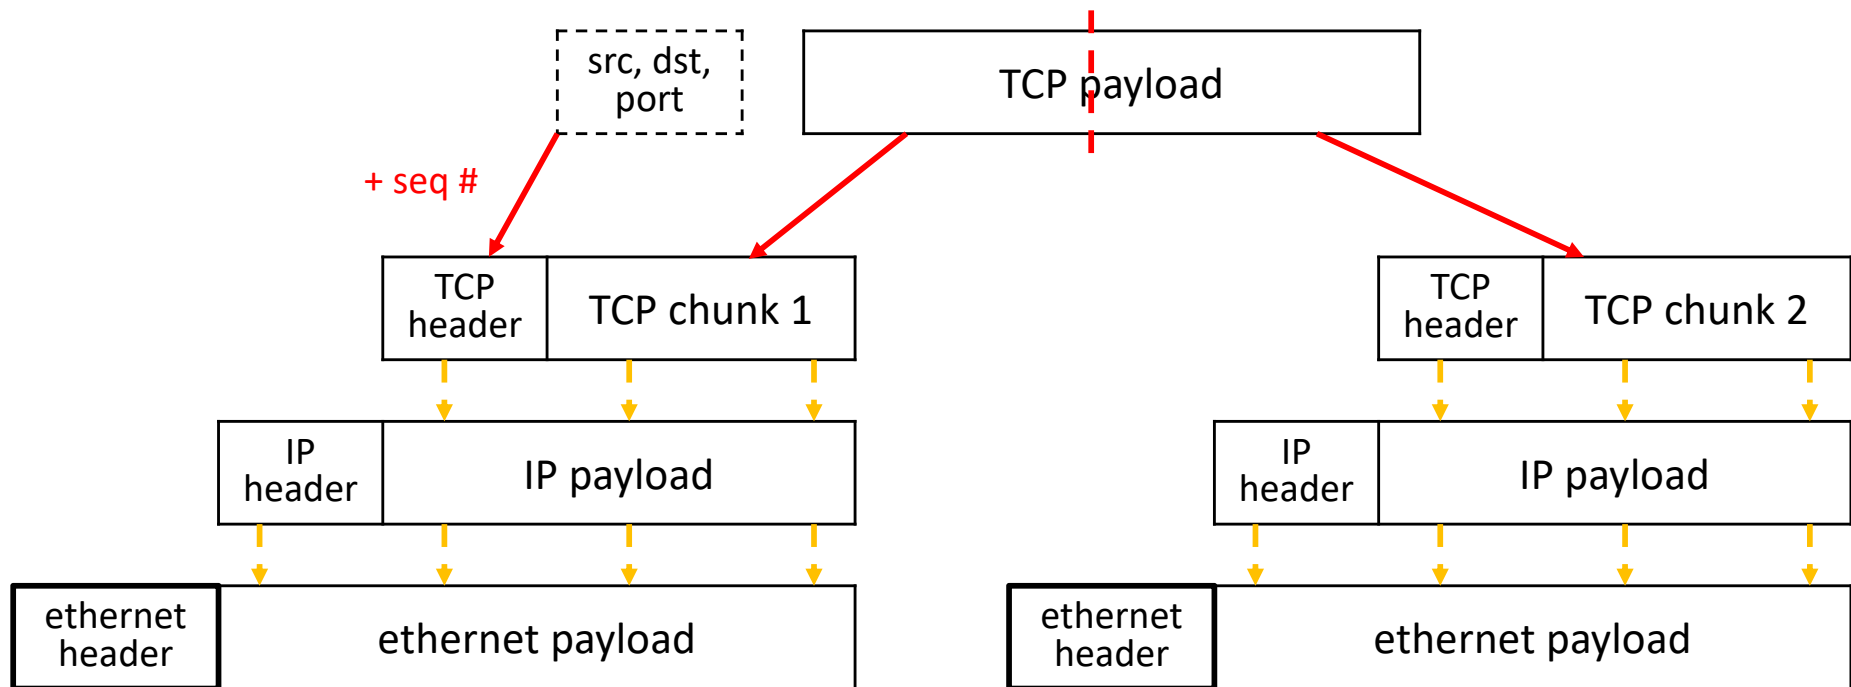 src, dst,
port
TCP payload
+ seq #
TCP
header
TCP chunk 1
TCP
header
TCP chunk 2
IP
header
IP payload
IP
header
IP payload
ethernet
header
ethernet payload
ethernet
header
ethernet payload